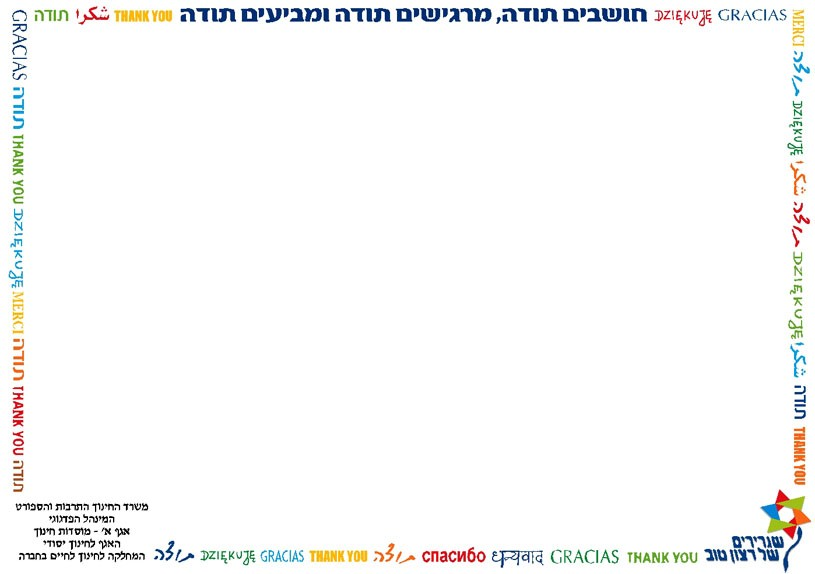 תודה شكرا THANK YOU חושבים תודה, מרגישים תודה ומביעים תודה DZIĘKUJĘ GRACIAS
GRACIAS תודה THANK YOU DZIĘKUJĘ MERCI תודה THANK YOU תודה
MERCI תודה DZIĘKUJĘ شكرا תודה DZIĘKUJĘ شكرا תודה THANK YOU
משרד החינוך התרבות והספורט
המינהל הפדגוגי
אגף א' - מוסדות חינוך
האגף לחינוך יסודי
המחלקה לחינוך לחיים בחברה
תודה DZIĘKUJĘ GRACIAS THANK YOU תודה спасибо धन्यवाद GRACIAS THANK YOU
שגרירים
של רצון טוב